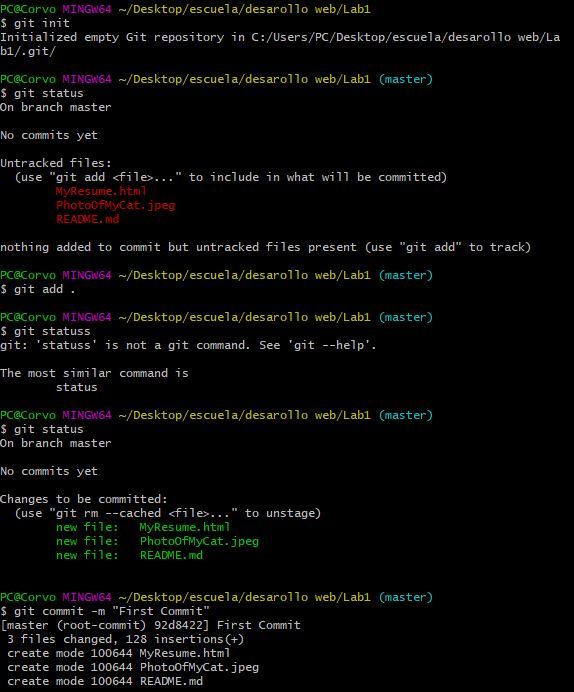 PC@Corvo MINGW64 ~/Desktop/escuela/desarollo web/Lab1
$ git init
Initialized empty Git repository in C:/Users/PC/Desktop/escuela/desarollo web/La
b1/.git/
PC@Corvo MINGW64 ~/Desktop/escuela/desarollo web/Lab1 (master)
$ git status
On branch master
No commits yet
Untracked files:
(use "git add <file>..." to include in what will be committed)
MyResume.html
PhotoOfMyCat.jpeg
README.md
nothing added to commit but untracked files present (use "git add" to track)
PC@Corvo MINGW64 ~/Desktop/escuela/desarollo web/Lab1 (master)
$ git add .
PC@Corvo MINGW64 ~/Desktop/escuela/desarollo web/Lab1 (master)
$ git statuss
git: 'statuss' is not a git command. See 'git --help'.
The most similar command is
status
PC@Corvo MINGW64 ~/Desktop/escuela/desarollo web/Lab1 (master)
$ git status
On branch master
No commits yet
Changes to be committed:
(use "git rm --cached <file>..." to unstage)
new file:   MyResume.html
new file:   PhotoOfMyCat.jpeg
new file:   README.md
PC@Corvo MINGW64 ~/Desktop/escuela/desarollo web/Lab1 (master)
$ git commit -m "First Commit"
[master (root-commit) 92d8422] First Commit
3 files changed, 128 insertions(+)
create mode 100644 MyResume.html
create mode 100644 PhotoOfMyCat.jpeg
create mode 100644 README.md